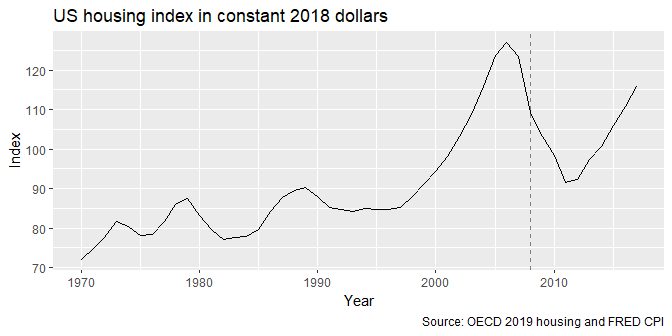 US housing index in constant 2018 dollars
Index
120
110
100
90
80
70
1970
1980
1990
2000
2010
Year
Source: OECD 2019 housing and FRED CPI